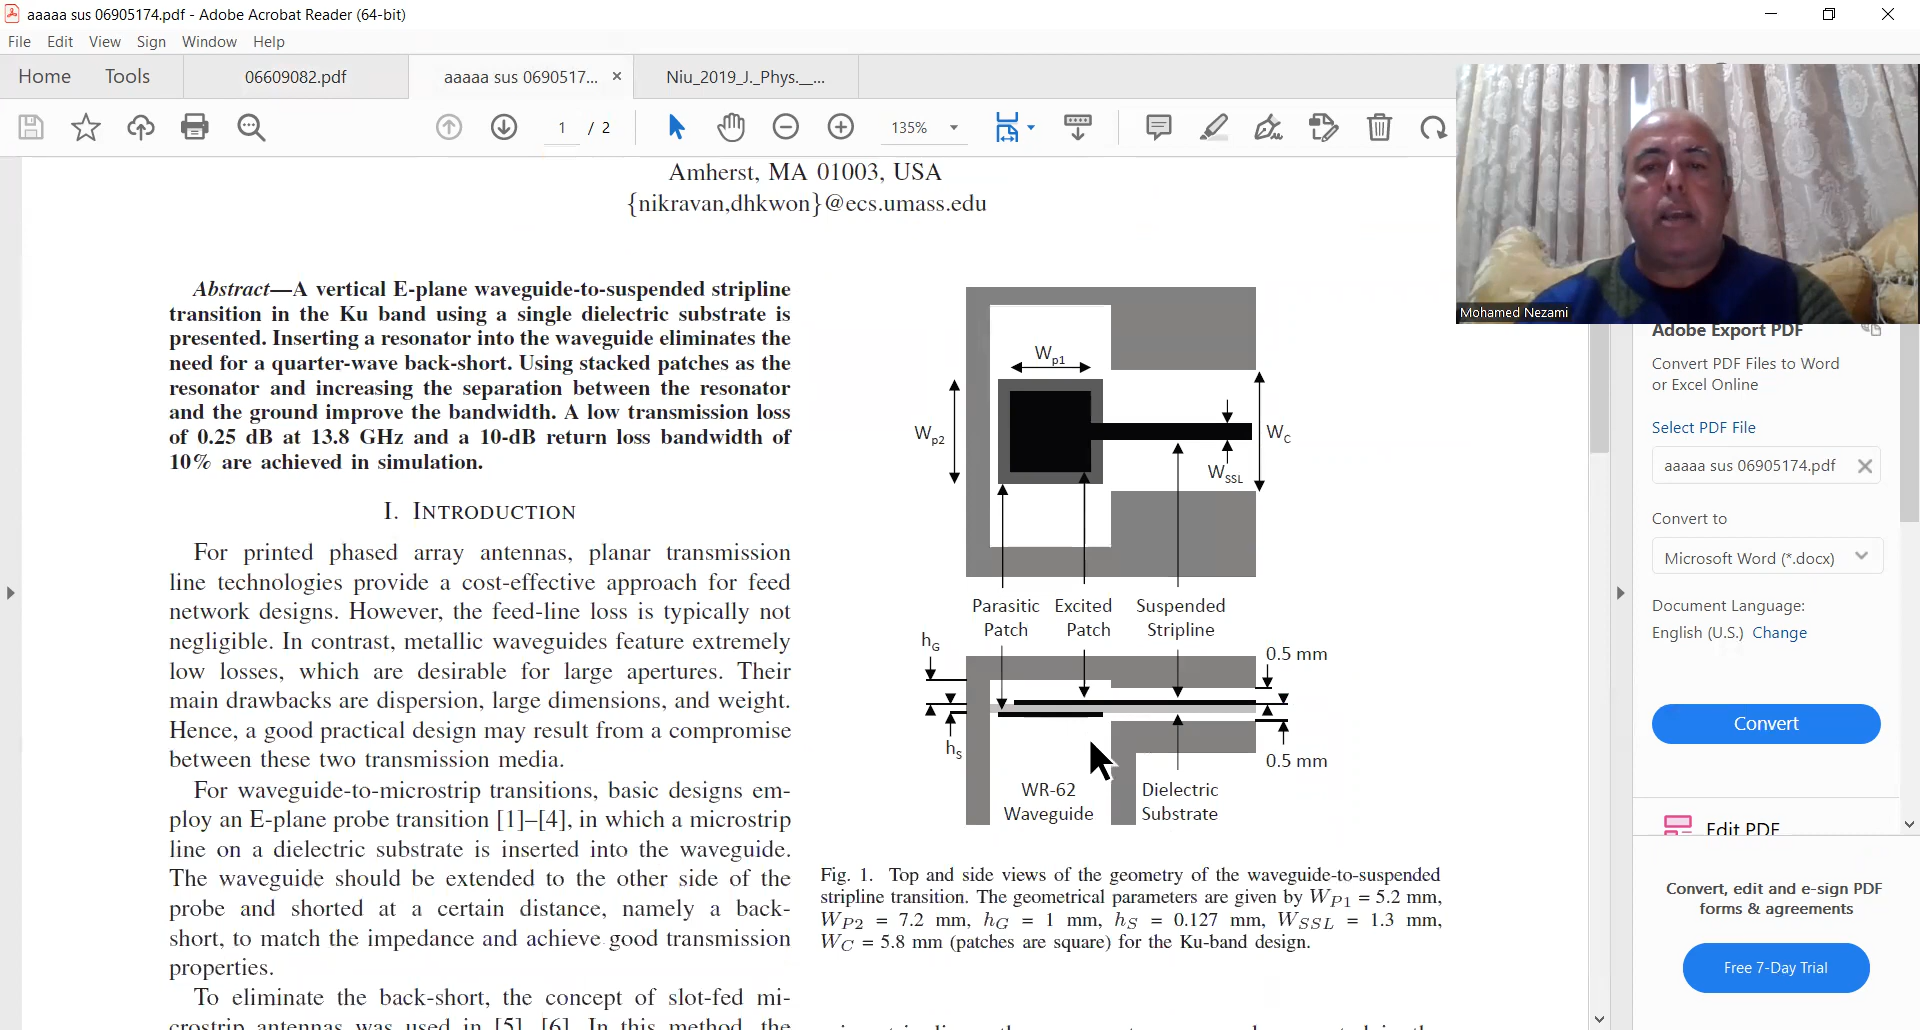 aaaaa sus 06905174.pdf - Adobe Acrobat Reader (64-bit)
File Edit View Sign Window Help
Home Tools 06609082.pdf aaaaa sus 0690517... × Niu_2019_J._Phys.__...
1 / 2 135%
Mohamed Nezami
Amherst, MA 01003, USA
{nikravan,dhkwon}@ecs.umass.edu
Abstract—A vertical E-plane waveguide-to-suspended stripline
transition in the Ku band using a single dielectric substrate is
presented. Inserting a resonator into the waveguide eliminates the
need for a quarter-wave back-short. Using stacked patches as the
resonator and increasing the separation between the resonator
and the ground improve the bandwidth. A low transmission loss
of 0.25 dB at 13.8 GHz and a 10-dB return loss bandwidth of
10% are achieved in simulation.
I. INTRODUCTION
For printed phased array antennas, planar transmission
line technologies provide a cost-effective approach for feed
network designs. However, the feed-line loss is typically not
negligible. In contrast, metallic waveguides feature extremely
low losses, which are desirable for large apertures. Their
main drawbacks are dispersion, large dimensions, and weight.
Hence, a good practical design may result from a compromise
between these two transmission media.
For waveguide-to-microstrip transitions, basic designs em-
ploy an E-plane probe transition [1]–[4], in which a microstrip
line on a dielectric substrate is inserted into the waveguide.
The waveguide should be extended to the other side of the
probe and shorted at a certain distance, namely a back-
short, to match the impedance and achieve good transmission
properties.
To eliminate the back-short, the concept of slot-fed mi-
crostrip antennas was used in [5], [6]. In this method, the
Wp1
Wp2
WC
WSSL
Parasitic Patch
Excited Patch
Suspended Stripline
hG
0.5 mm
hS
0.5 mm
WR-62 Waveguide
Dielectric Substrate
Fig. 1. Top and side views of the geometry of the waveguide-to-suspended
stripline transition. The geometrical parameters are given by WP1 = 5.2 mm,
WP2 = 7.2 mm, hG = 1 mm, hS = 0.127 mm, WSSL = 1.3 mm,
WC = 5.8 mm (patches are square) for the Ku-band design.
Adobe Export PDF
Convert PDF Files to Word
or Excel Online
Select PDF File
aaaaa sus 06905174.pdf
Convert to
Microsoft Word (*.docx)
Document Language:
English (U.S.) Change
Convert
Edit PDF
Convert, edit and e-sign PDF
forms & agreements
Free 7-Day Trial